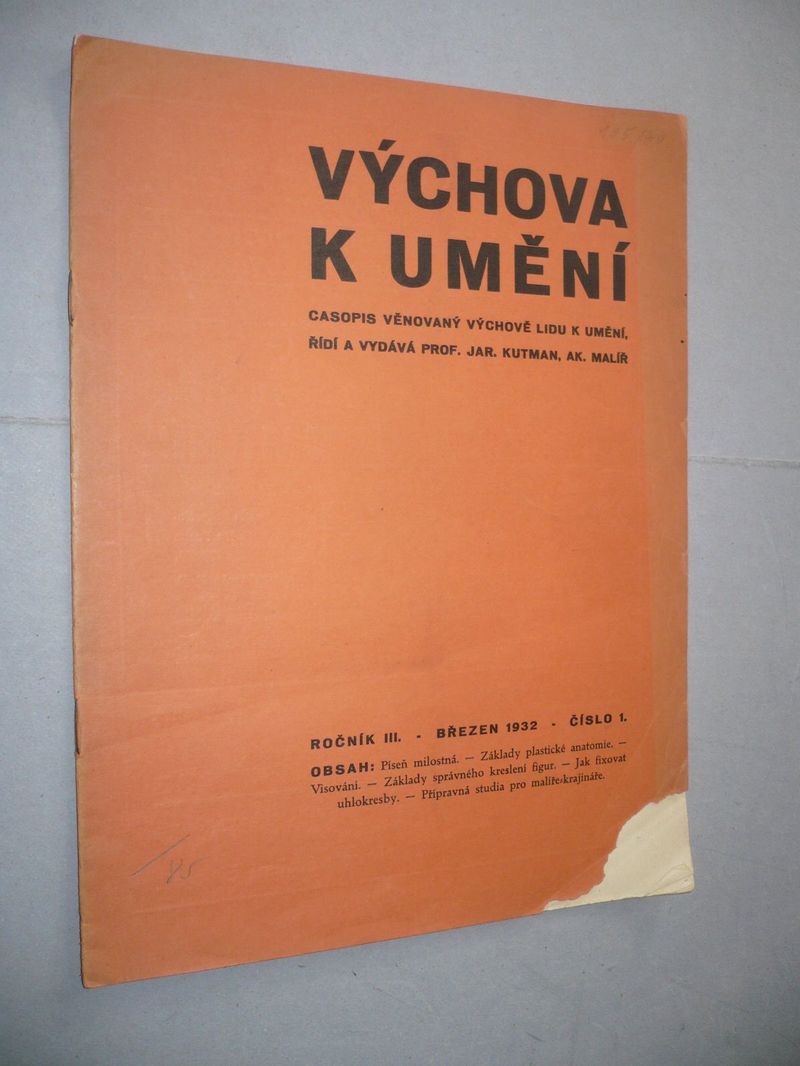 VÝCHOVA
K UMĚNÍ
CASOPIS VĚNOVANÝ VÝCHOVĚ LIDU K UMĚNÍ,
ŘÍDÍ A VYDÁVÁ PROF. JAR. KUTMAN, AK. MALÍŘ
ROČNÍK III. - BŘEZEN 1932 - ČÍSLO 1.
OBSAH: Píseň milostná. — Základy plastické anatomie. —
Visování. — Základy správného kreslení figur. — Jak fixovat
uhlokresby. — Přípravná studia pro malíře-krajináře.